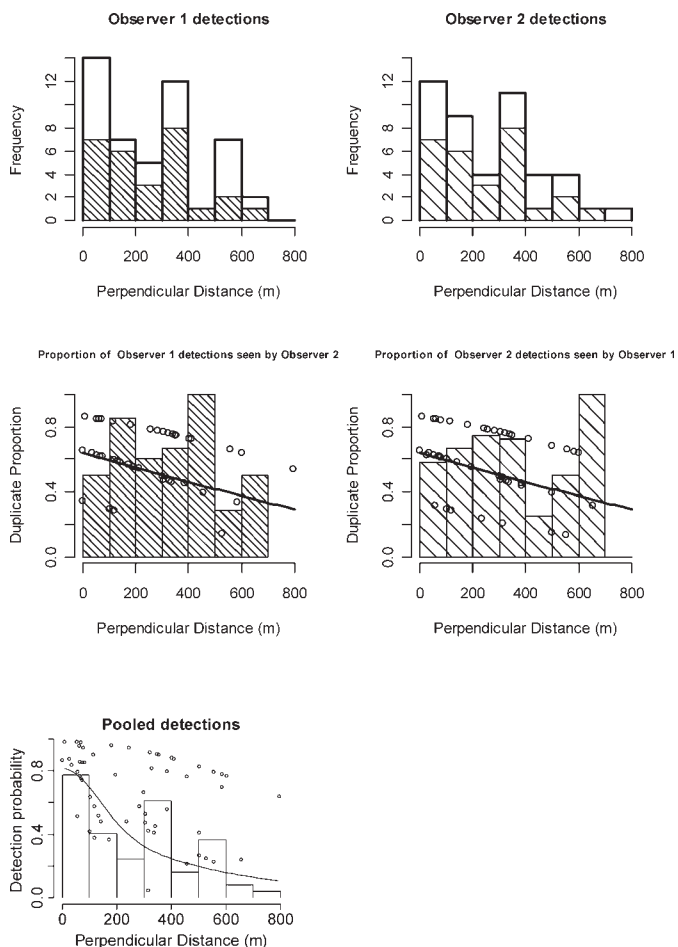 Observer 1 detections
Frequency
0 2 4 6 8 12
0 200 400 600 800
Perpendicular Distance (m)
Observer 2 detections
Frequency
0 2 4 6 8 12
0 200 400 600 800
Perpendicular Distance (m)
Proportion of Observer 1 detections seen by Observer 2
Duplicate Proportion
0.0 0.4 0.8
0 200 400 600 800
Perpendicular Distance (m)
Proportion of Observer 2 detections seen by Observer 1
Duplicate Proportion
0.0 0.4 0.8
0 200 400 600 800
Perpendicular Distance (m)
Pooled detections
Detection probability
0.0 0.4 0.8
0 200 400 600 800
Perpendicular Distance (m)